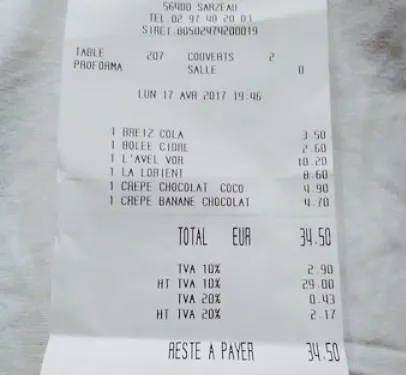 56400 SARZEAU
TEL.02 97 48 20 03
SIRET.80502474200019
TABLE 207 COUVERTS 2
PROFORMA SALLE 0
LUN 17 AVR 2017 19:46
1 BREIZ COLA 3.50
1 BOLEE CIDRE 2.60
1 L'AVEL VOR 10.20
1 LA LORIENT 8.60
1 CREPE CHOCOLAT COCO 4.90
1 CREPE BANANE CHOCOLAT 4.70
TOTAL EUR 34.50
TVA 10% 2.90
HT TVA 10% 29.00
TVA 20% 0.43
HT TVA 20% 2.17
RESTE A PAYER 34.50